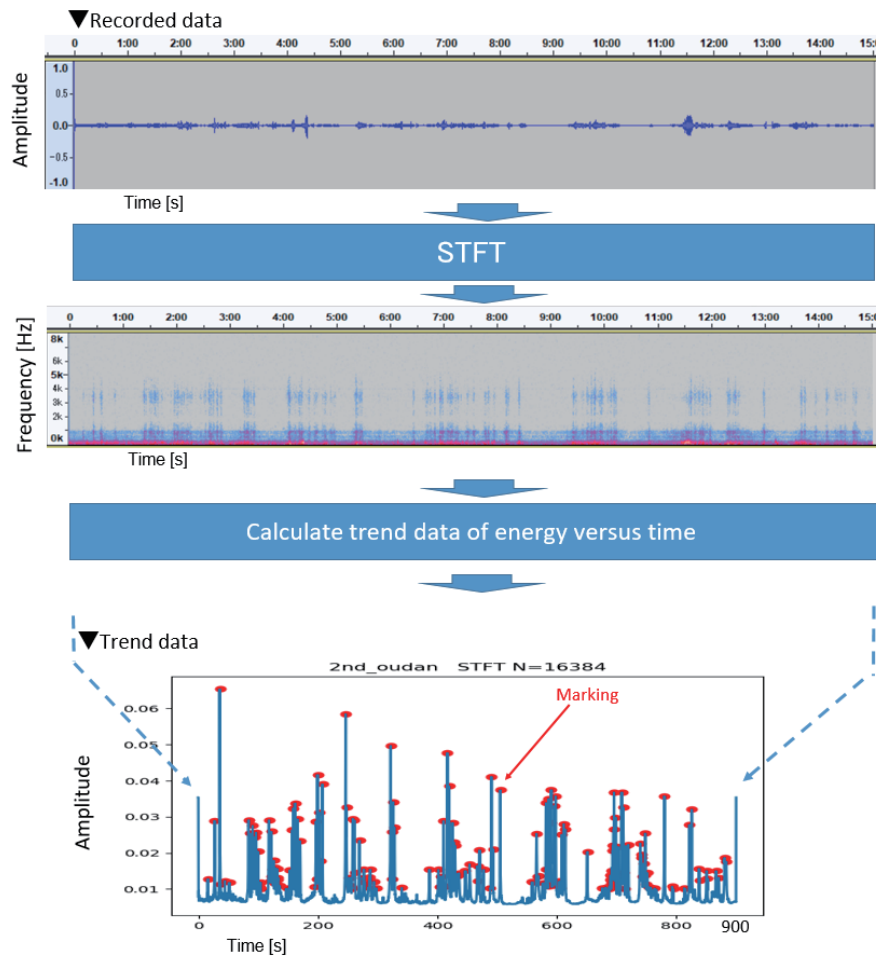 ▼Recorded data
0 1:00 2:00 3:00 4:00 5:00 6:00 7:00 8:00 9:00 10:00 11:00 12:00 13:00 14:00 15:0
Amplitude
1.0
0.5
0.0
-0.5
-1.0
Time [s]
STFT
0 1:00 2:00 3:00 4:00 5:00 6:00 7:00 8:00 9:00 10:00 11:00 12:00 13:00 14:00 15:0
Frequency [Hz]
8k
6k
5k
4k
3k
2k
1k
0k
Time [s]
Calculate trend data of energy versus time
▼Trend data
2nd_oudan STFT N=16384
Marking
Amplitude
0.06
0.05
0.04
0.03
0.02
0.01
0 200 400 600 800 900
Time [s]